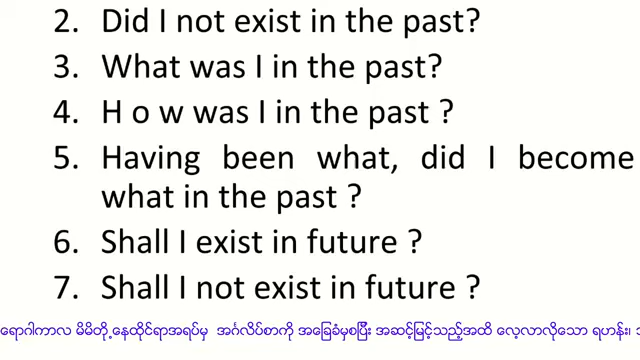 2. Did I not exist in the past?
3. What was I in the past?
4. H o w was I in the past ?
5. Having been what, did I become
what in the past ?
6. Shall I exist in future ?
7. Shall I not exist in future ?
ရောဂါကာလ မိမိတို့ နေထိုင်ရာအရပ်မှ အင်္ဂလိပ်စာကို အခြေခံမှစပြီး အဆင့်မြင့်သည့်အထိ လေ့လာလိုသော ရဟန်း၊